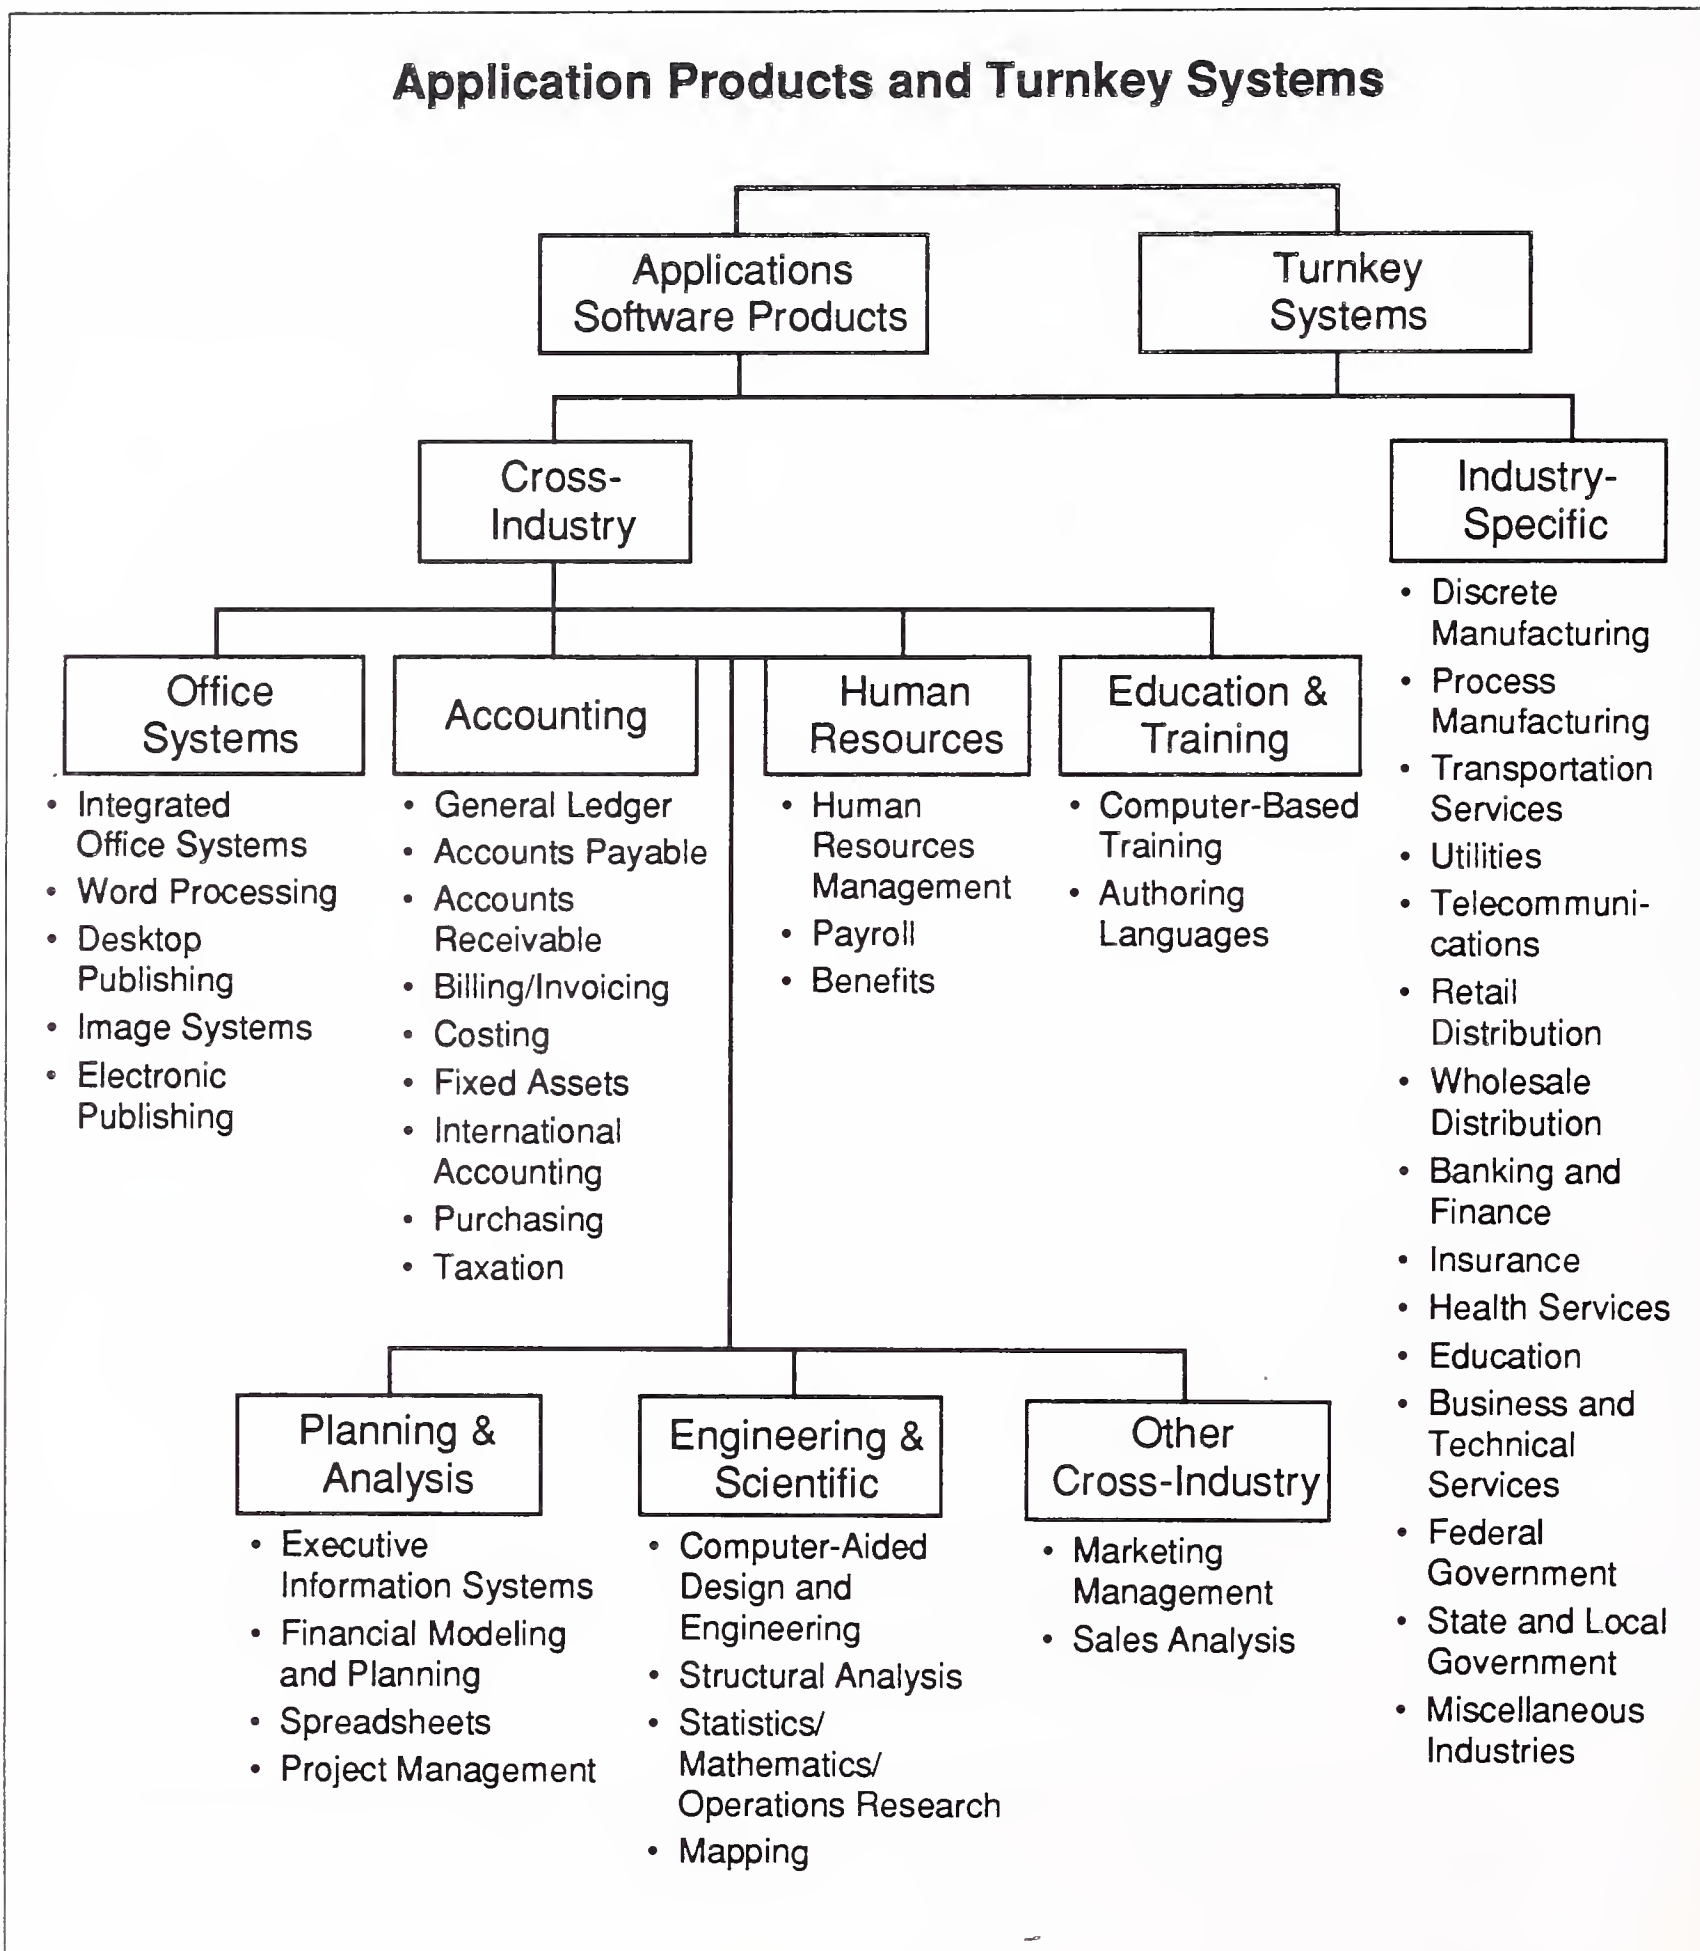 Application Products and Turnkey Systems
Applications
Software Products
Turnkey
Systems
Cross-
Industry
Industry-
Specific
• Discrete
Manufacturing
• Process
Manufacturing
• Transportation
Services
• Utilities
• Telecommuni-
cations
• Retail
Distribution
• Wholesale
Distribution
• Banking and
Finance
• Insurance
• Health Services
• Education
• Business and
Technical
Services
• Federal
Government
• State and Local
Government
• Miscellaneous
Industries
Office
Systems
• Integrated
Office Systems
• Word Processing
• Desktop
Publishing
• Image Systems
• Electronic
Publishing
Accounting
• General Ledger
• Accounts Payable
• Accounts
Receivable
• Billing/Invoicing
• Costing
• Fixed Assets
• International
Accounting
• Purchasing
• Taxation
Human
Resources
• Human
Resources
Management
• Payroll
• Benefits
Education &
Training
• Computer-Based
Training
• Authoring
Languages
Planning &
Analysis
• Executive
Information Systems
• Financial Modeling
and Planning
• Spreadsheets
• Project Management
Engineering &
Scientific
• Computer-Aided
Design and
Engineering
• Structural Analysis
• Statistics/
Mathematics/
Operations Research
• Mapping
Other
Cross-Industry
• Marketing
Management
• Sales Analysis